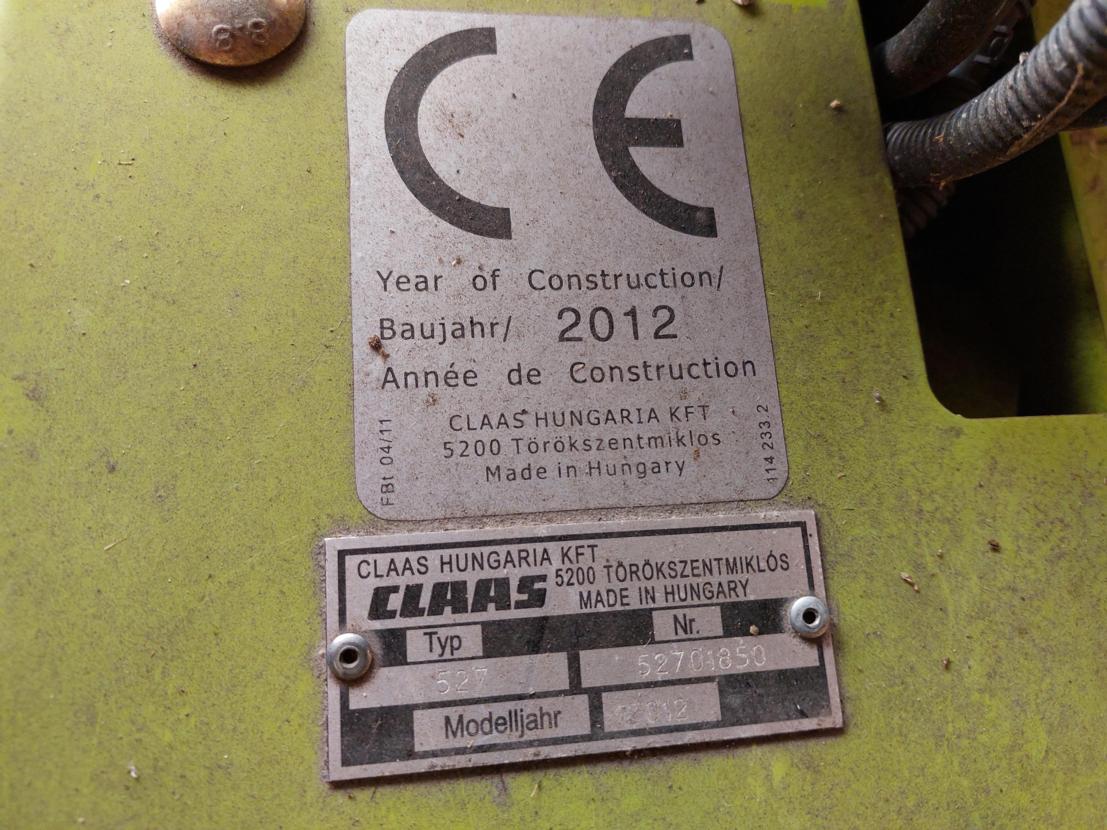 8.8
CE
Year of Construction/
Baujahr/ 2012
Année de Construction
CLAAS HUNGARIA KFT
5200 Törökszentmiklos
Made in Hungary
FBt 04/11
114 233.2
CLAAS HUNGARIA KFT
5200 TÖRÖKSZENTMIKLÓS
CLAAS
MADE IN HUNGARY
Typ
Nr.
527
52701850
Modelljahr